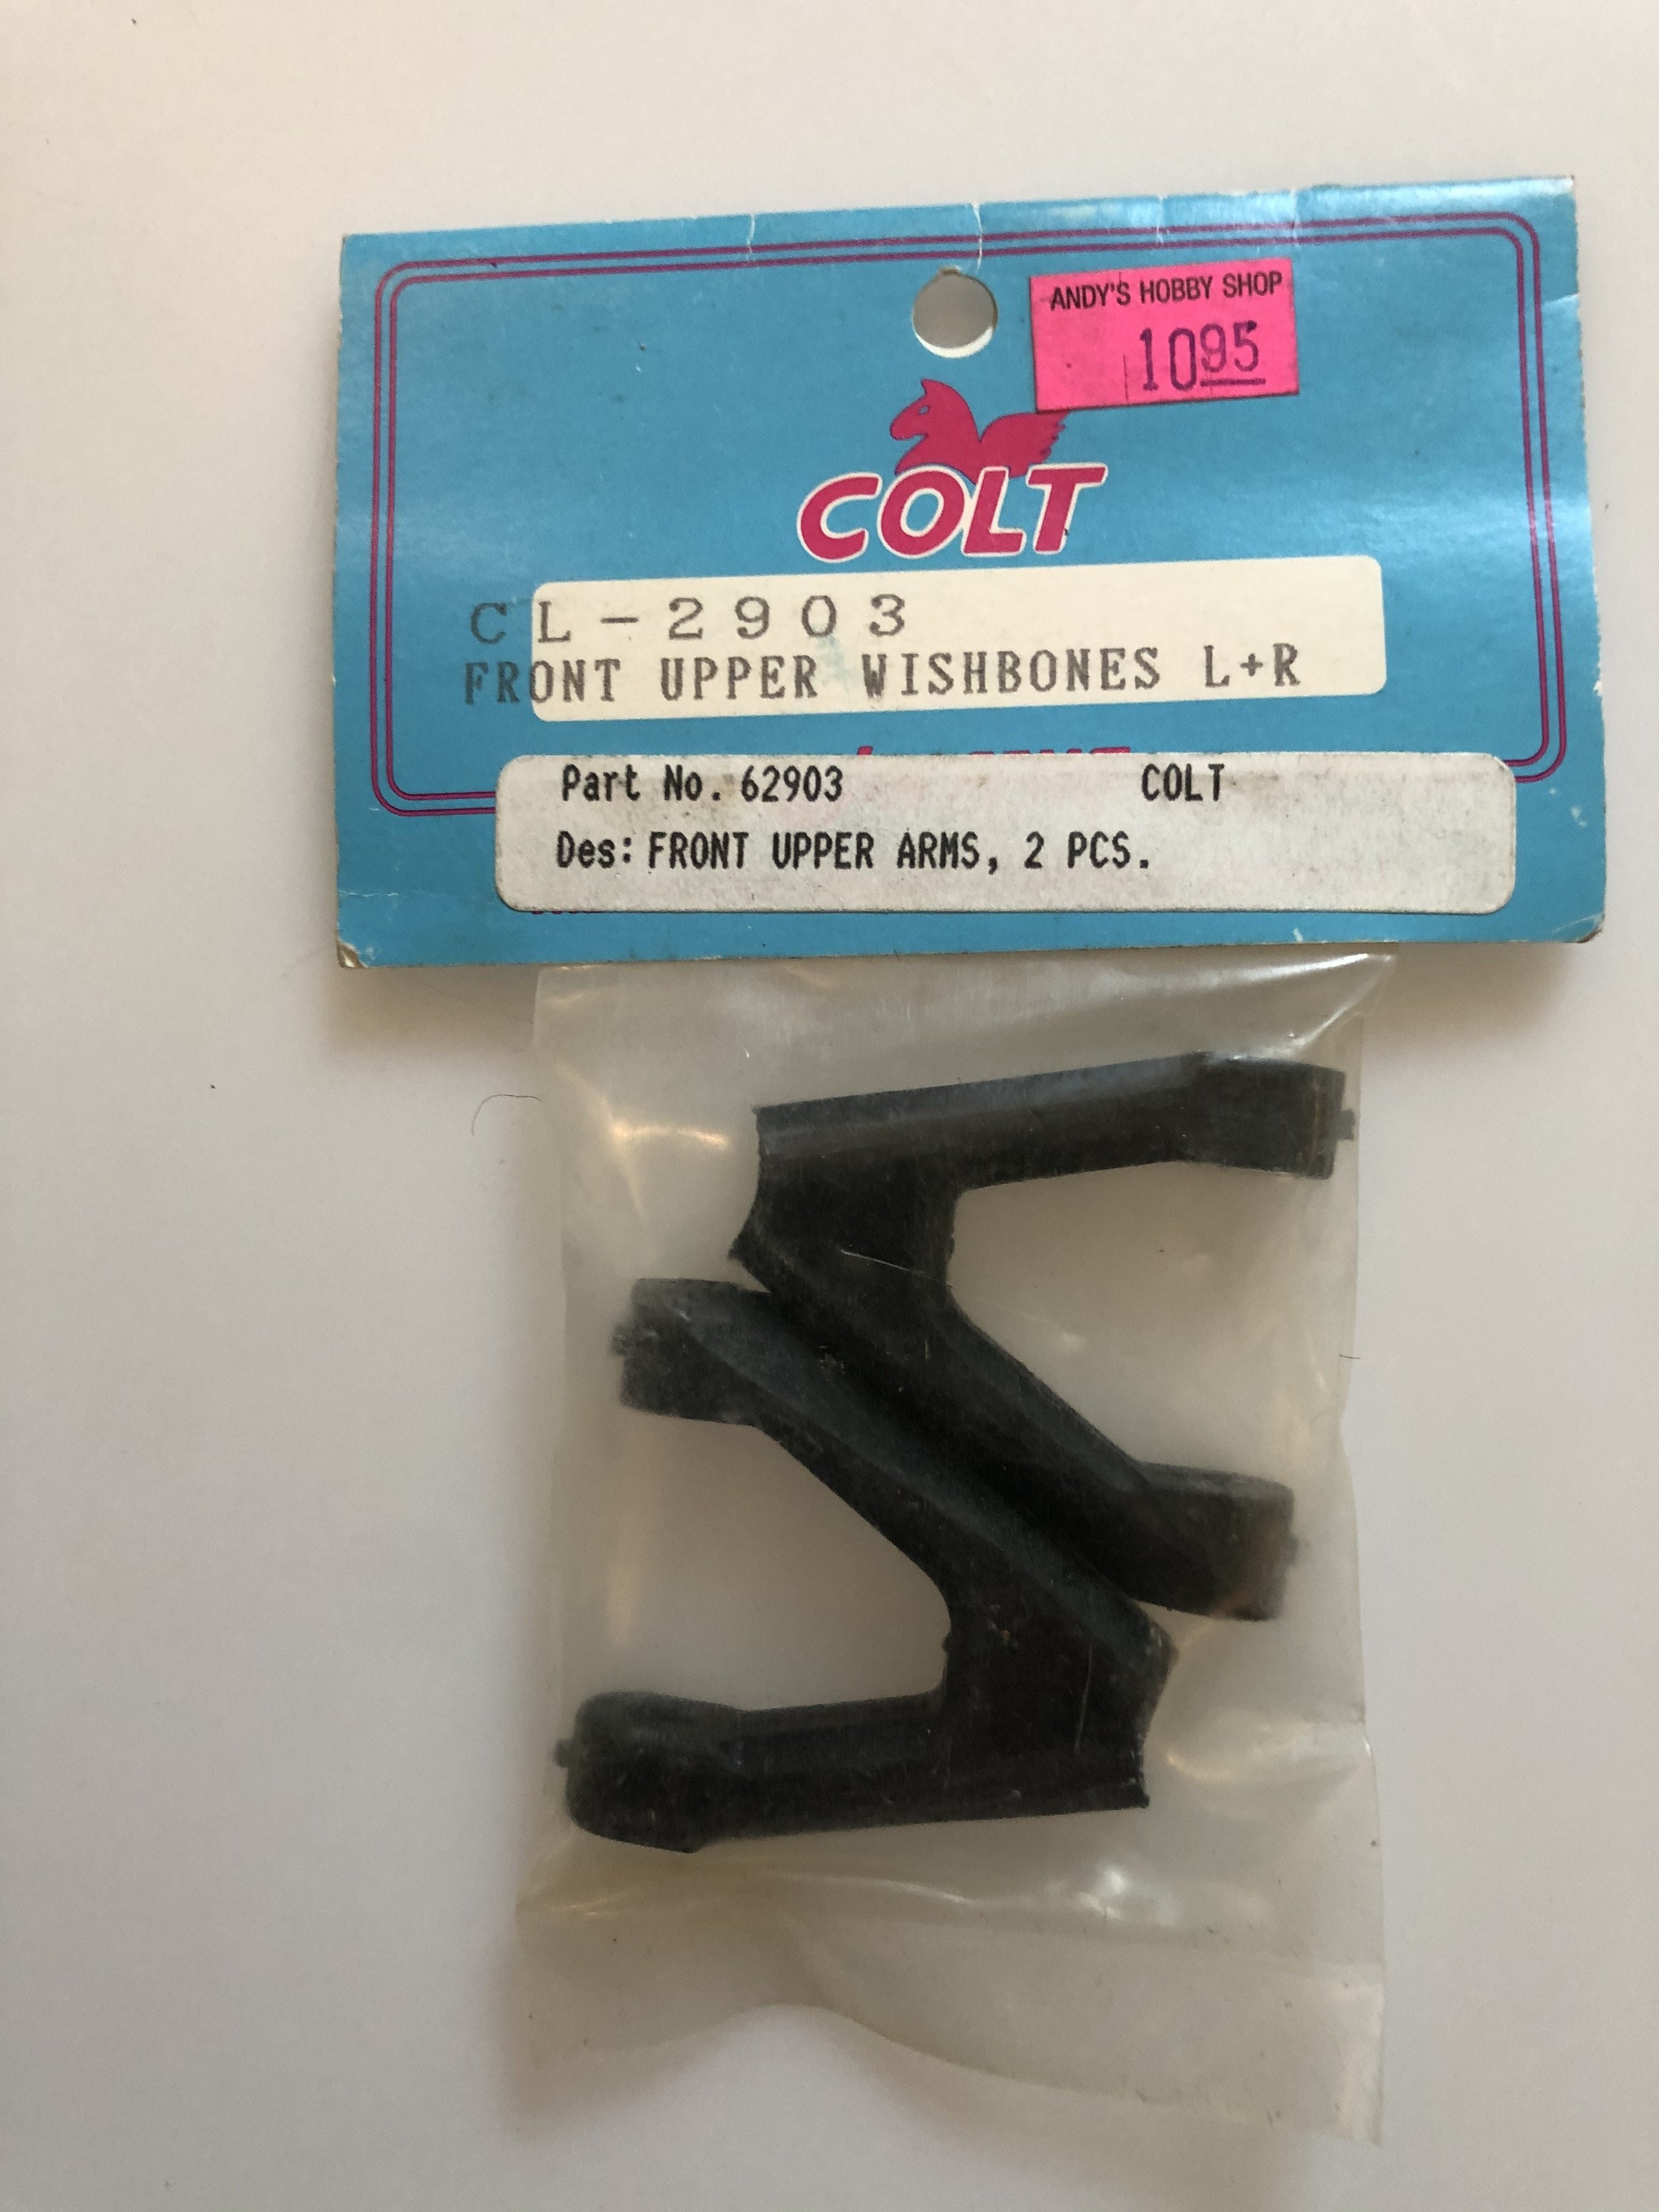 ANDY'S HOBBY SHOP
1095
COLT
CL-2903
FRONT UPPER WISHBONES L+R
Part No. 62903 COLT
Des: FRONT UPPER ARMS, 2 PCS.